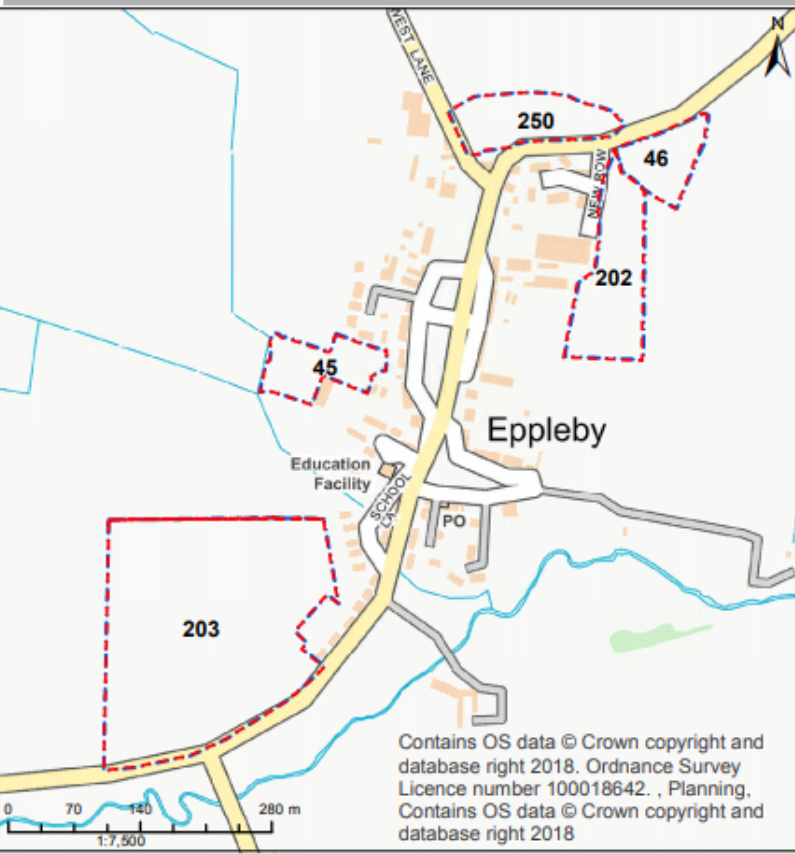 N
WEST LANE
250
46
NEW ROW
202
45
Eppleby
Education
Facility
SCHOOL
LA
PO
203
Contains OS data © Crown copyright and
database right 2018. Ordnance Survey
Licence number 100018642. , Planning,
Contains OS data © Crown copyright and
database right 2018
0 70 140 280 m
1:7,500